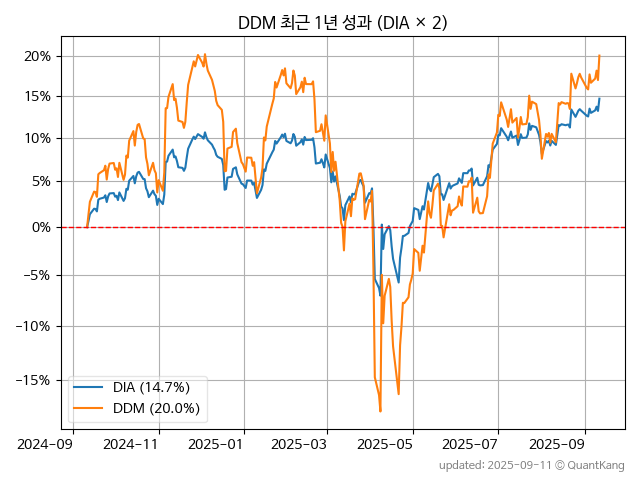 DDM 최근 1년 성과 (DIA × 2)
20%
15%
10%
5%
0%
−5%
−10%
−15%
DIA (14.7%)
DDM (20.0%)
2024-09 2024-11 2025-01 2025-03 2025-05 2025-07 2025-09
updated: 2025-09-11 © QuantKang